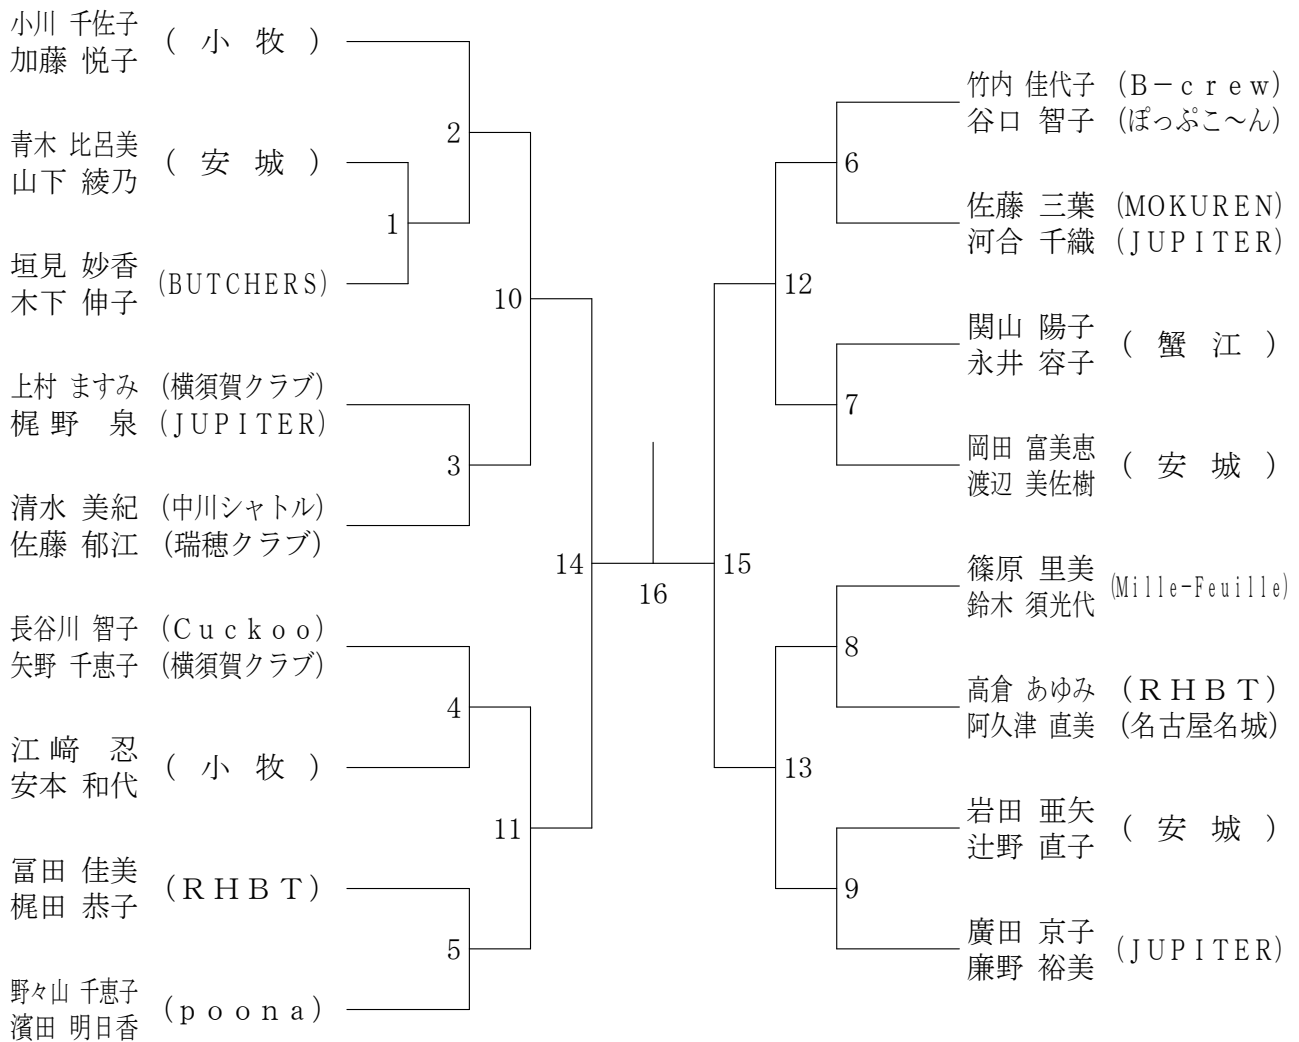 小川 千佐子
加藤 悦子
( 小 牧 )
青木 比呂美
山下 綾乃
( 安 城 )
垣見 妙香
木下 伸子
(BUTCHERS)
上村 ますみ (横須賀クラブ)
梶野 泉 (JUPITER)
清水 美紀 (中川シャトル)
佐藤 郁江 (瑞穂クラブ)
長谷川 智子 (Cuckoo)
矢野 千恵子 (横須賀クラブ)
江﨑 忍
安本 和代
( 小 牧 )
冨田 佳美
梶田 恭子
(RHBT)
野々山 千恵子
濱田 明日香
(poona)
1
2
3
4
5
10
11
14
16
15
12
13
6
7
8
9
竹内 佳代子 (B−crew)
谷口 智子 (ぽっぷこ～ん)
佐藤 三葉 (MOKUREN)
河合 千織 (JUPITER)
関山 陽子
永井 容子
( 蟹 江 )
岡田 富美恵
渡辺 美佐樹
( 安 城 )
篠原 里美
鈴木 須光代
(Mille-Feuille)
高倉 あゆみ (RHBT)
阿久津 直美 (名古屋名城)
岩田 亜矢
辻野 直子
( 安 城 )
廣田 京子
廉野 裕美
(JUPITER)